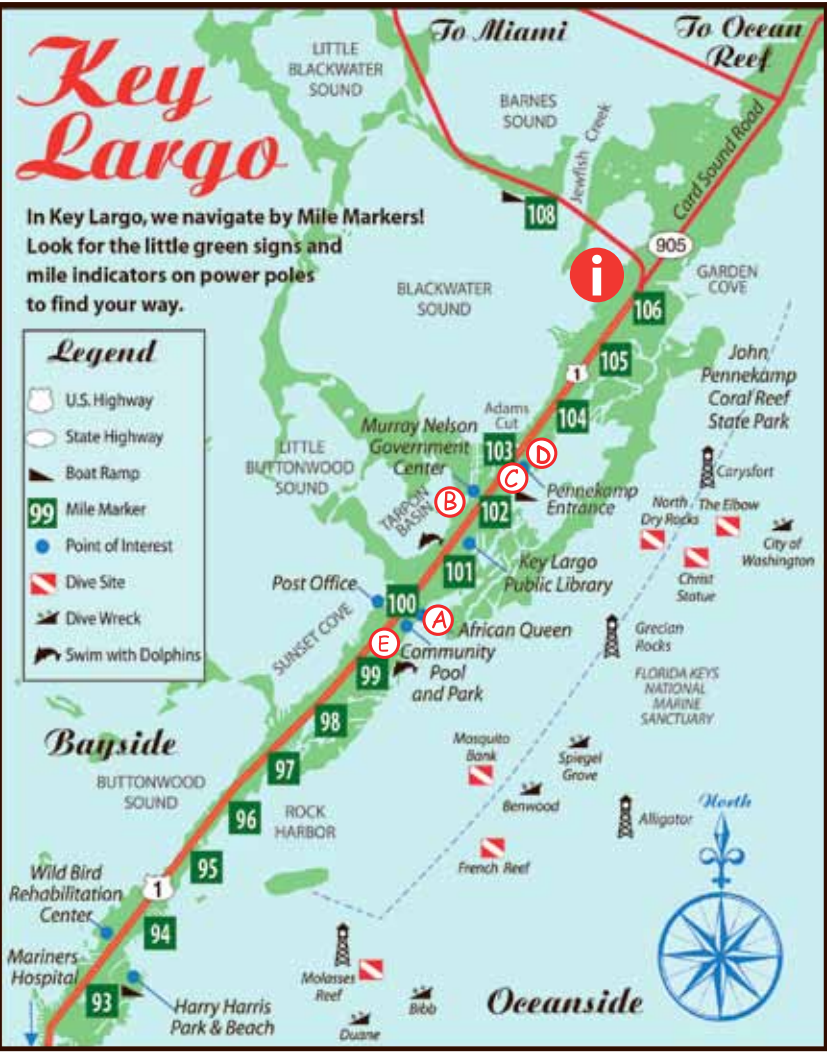 Key
Largo
In Key Largo, we navigate by Mile Markers!
Look for the little green signs and
mile indicators on power poles
to find your way.
Legend
U.S. Highway
State Highway
Boat Ramp
99 Mile Marker
Point of Interest
Dive Site
Dive Wreck
Swim with Dolphins
To Miami
To Ocean
Reef
LITTLE
BLACKWATER
SOUND
BARNES
SOUND
Jewfish Creek
Card Sound Road
108
905
i
GARDEN
COVE
BLACKWATER
SOUND
106
105
1
104
John
Pennekamp
Coral Reef
State Park
Adams
Cut
Murray Nelson
Government
Center
103
D
C
B
Pennekamp
Entrance
102
LITTLE
BUTTONWOOD
SOUND
TARPON
BASIN
Carysfort
North
Dry Rocks
The Elbow
City of
Washington
Christ
Statue
101
Key Largo
Public Library
Post Office
100
A
African Queen
E
Community
Pool
and Park
SUNSET COVE
99
Grecian
Rocks
FLORIDA KEYS
NATIONAL
MARINE
SANCTUARY
98
Bayside
97
BUTTONWOOD
SOUND
96
ROCK
HARBOR
Mosquito
Bank
Spiegel
Grove
Benwood
Alligator
French Reef
North
95
1
Wild Bird
Rehabilitation
Center
94
Mariners
Hospital
93
Harry Harris
Park & Beach
Molasses
Reef
Bibb
Duane
Oceanside